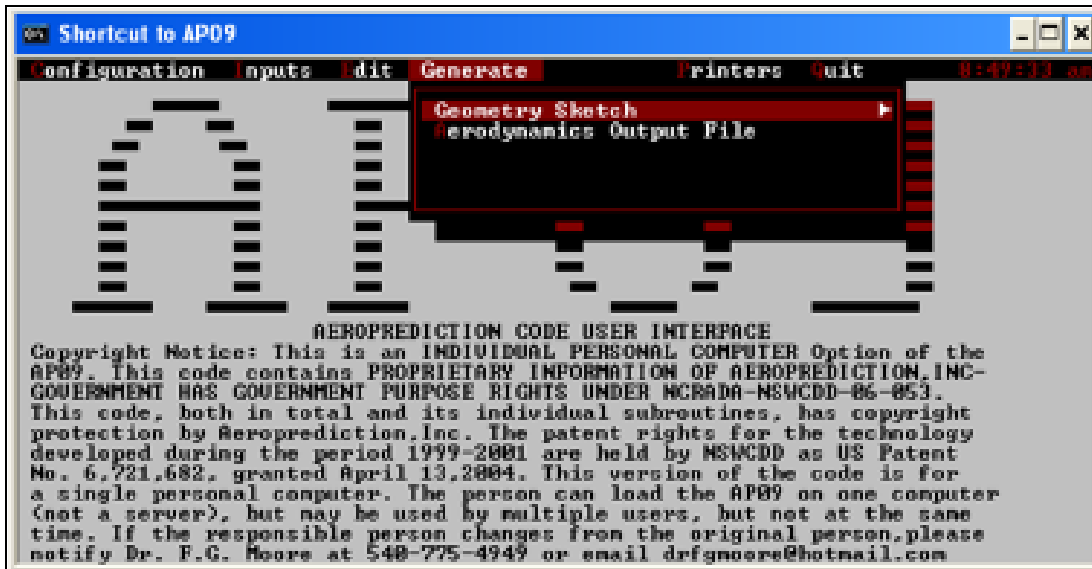 Shortcut to AP09
Configuration Inputs Edit Generate Printers Quit 8:49:33 am
Geometry Sketch
Aerodynamics Output File
AEROPREDICTION CODE USER INTERFACE
Copyright Notice: This is an INDIVIDUAL PERSONAL COMPUTER Option of the
AP09. This code contains PROPRIETARY INFORMATION OF AEROPREDICTION,INC-
GOVERNMENT HAS GOVERNMENT PURPOSE RIGHTS UNDER NCRADA-NSWCDD-06-053.
This code, both in total and its individual subroutines, has copyright
protection by Aeroprediction,Inc. The patent rights for the technology
developed during the period 1999-2001 are held by NSWCDD as US Patent
No. 6,721,682, granted April 13,2004. This version of the code is for
a single personal computer. The person can load the AP09 on one computer
(not a server), but may be used by multiple users, but not at the same
time. If the responsible person changes from the original person,please
notify Dr. F.G. Moore at 540-775-4949 or email drfgmoore@hotmail.com